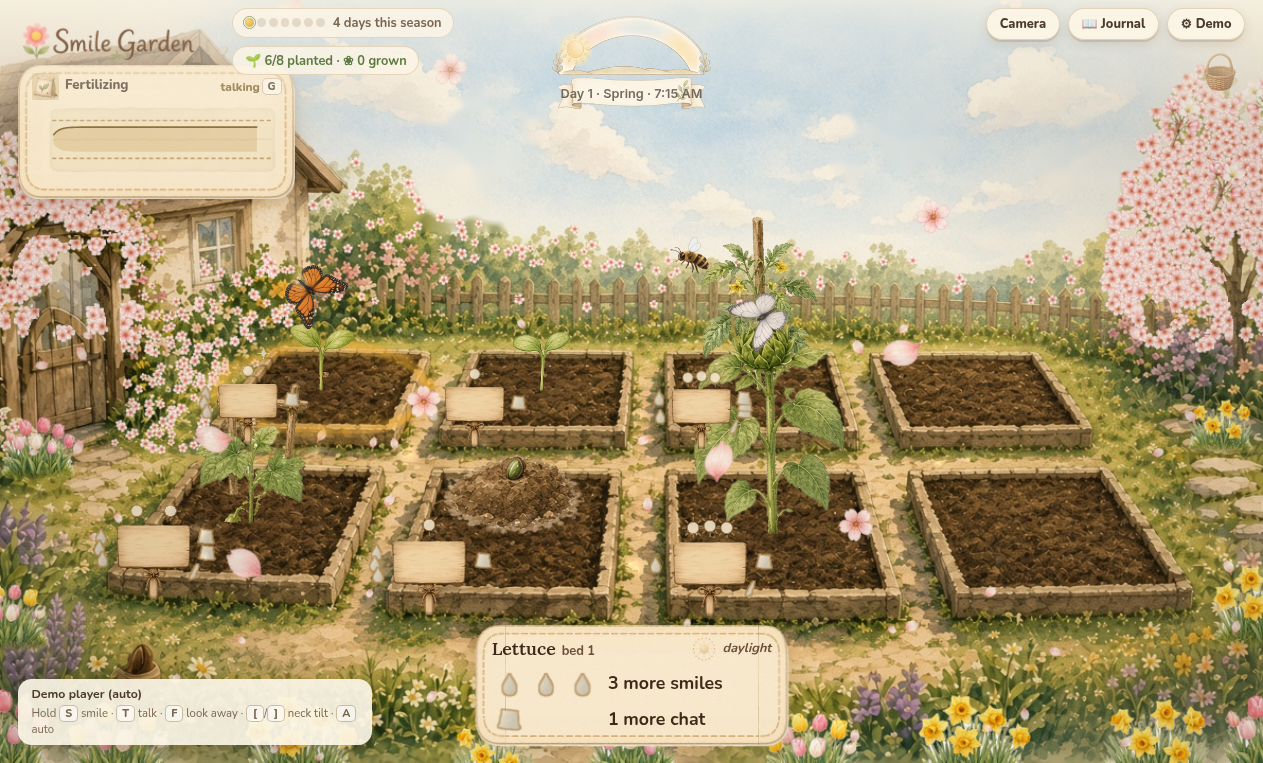 Smile Garden
4 days this season
🌱 6/8 planted · ❀ 0 grown
Fertilizing
talking G
Day 1 · Spring · 7:15 AM
Camera
📖 Journal
⚙ Demo
Lettuce bed 1
daylight
3 more smiles
1 more chat
Demo player (auto)
Hold S smile · T talk · F look away · [ / ] neck tilt · A
auto